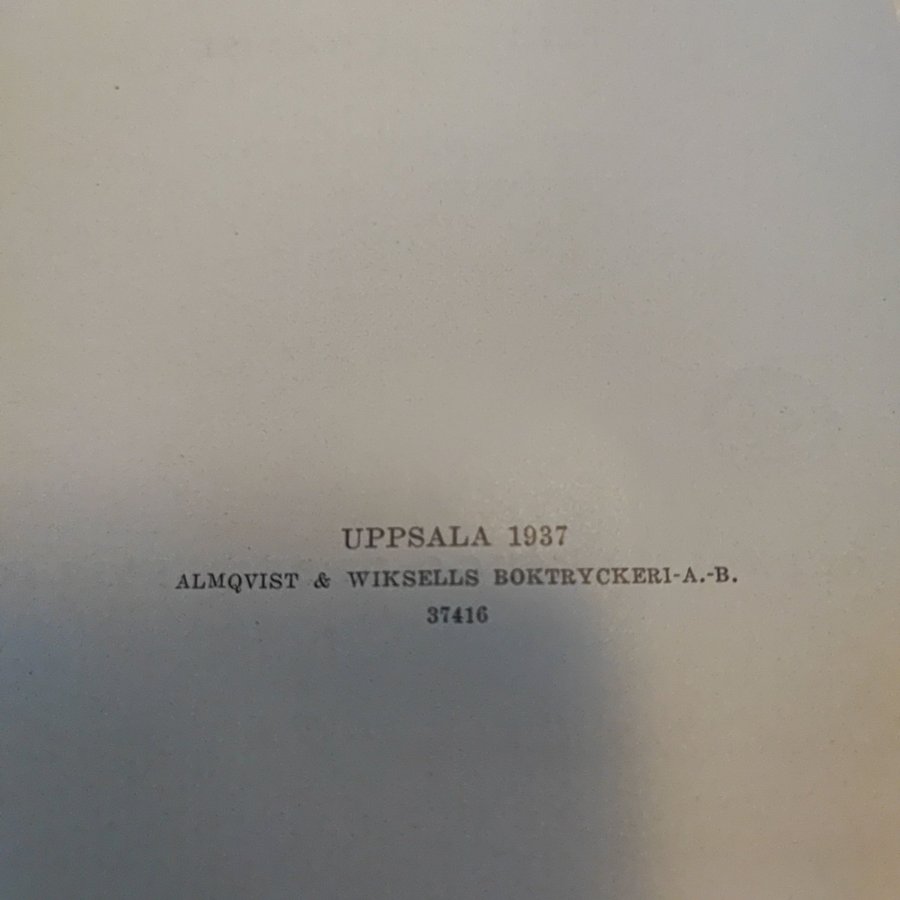 UPPSALA 1937
ALMQVIST & WIKSELLS BOKTRYCKERI-A.-B.
37416